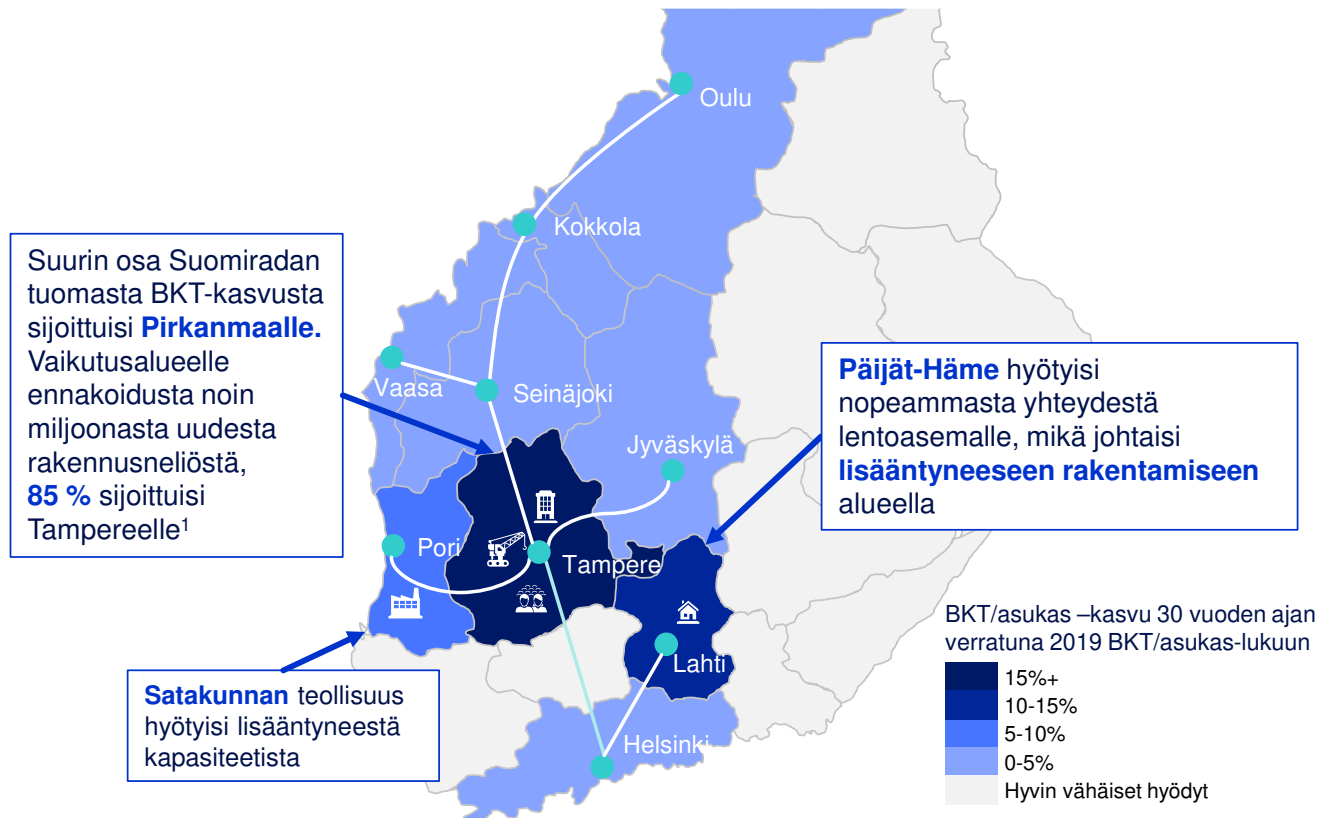 Oulu
Kokkola
Suurin osa Suomiradan
tuomasta BKT-kasvusta
sijoittuisi Pirkanmaalle.
Vaikutusalueelle
ennakoidusta noin
miljoonasta uudesta
rakennusneliöstä,
85 % sijoittuisi
Tampereelle¹
Vaasa
Seinäjoki
Jyväskylä
Päijät-Häme hyötyisi
nopeammasta yhteydestä
lentoasemalle, mikä johtaisi
lisääntyneeseen rakentamiseen
alueella
Pori
Tampere
Lahti
Helsinki
Satakunnan teollisuus
hyötyisi lisääntyneestä
kapasiteetista
BKT/asukas –kasvu 30 vuoden ajan
verratuna 2019 BKT/asukas-lukuun
15%+
10-15%
5-10%
0-5%
Hyvin vähäiset hyödyt